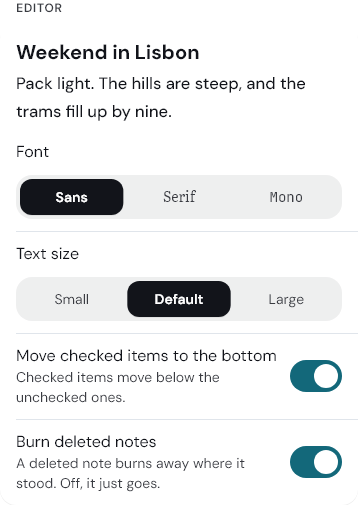 EDITOR
Weekend in Lisbon
Pack light. The hills are steep, and the
trams fill up by nine.
Font
Sans Serif Mono
Text size
Small Default Large
Move checked items to the bottom
Checked items move below the
unchecked ones.
Burn deleted notes
A deleted note burns away where it
stood. Off, it just goes.